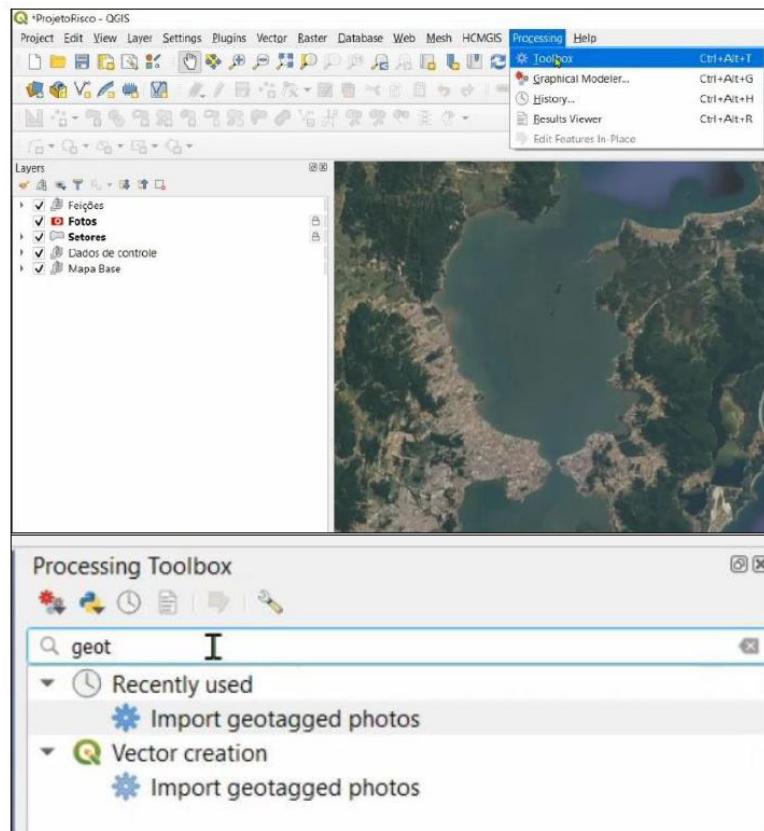 *ProjetoRisco - QGIS
Project Edit View Layer Settings Plugins Vector Raster Database Web Mesh HCMGIS Processing Help
Toolbox Ctrl+Alt+T
Graphical Modeler... Ctrl+Alt+G
History... Ctrl+Alt+H
Results Viewer Ctrl+Alt+R
Edit Features In-Place
Layers
Feições
Fotos
Setores
Dados de controle
Mapa Base
Processing Toolbox
geot
Recently used
Import geotagged photos
Vector creation
Import geotagged photos